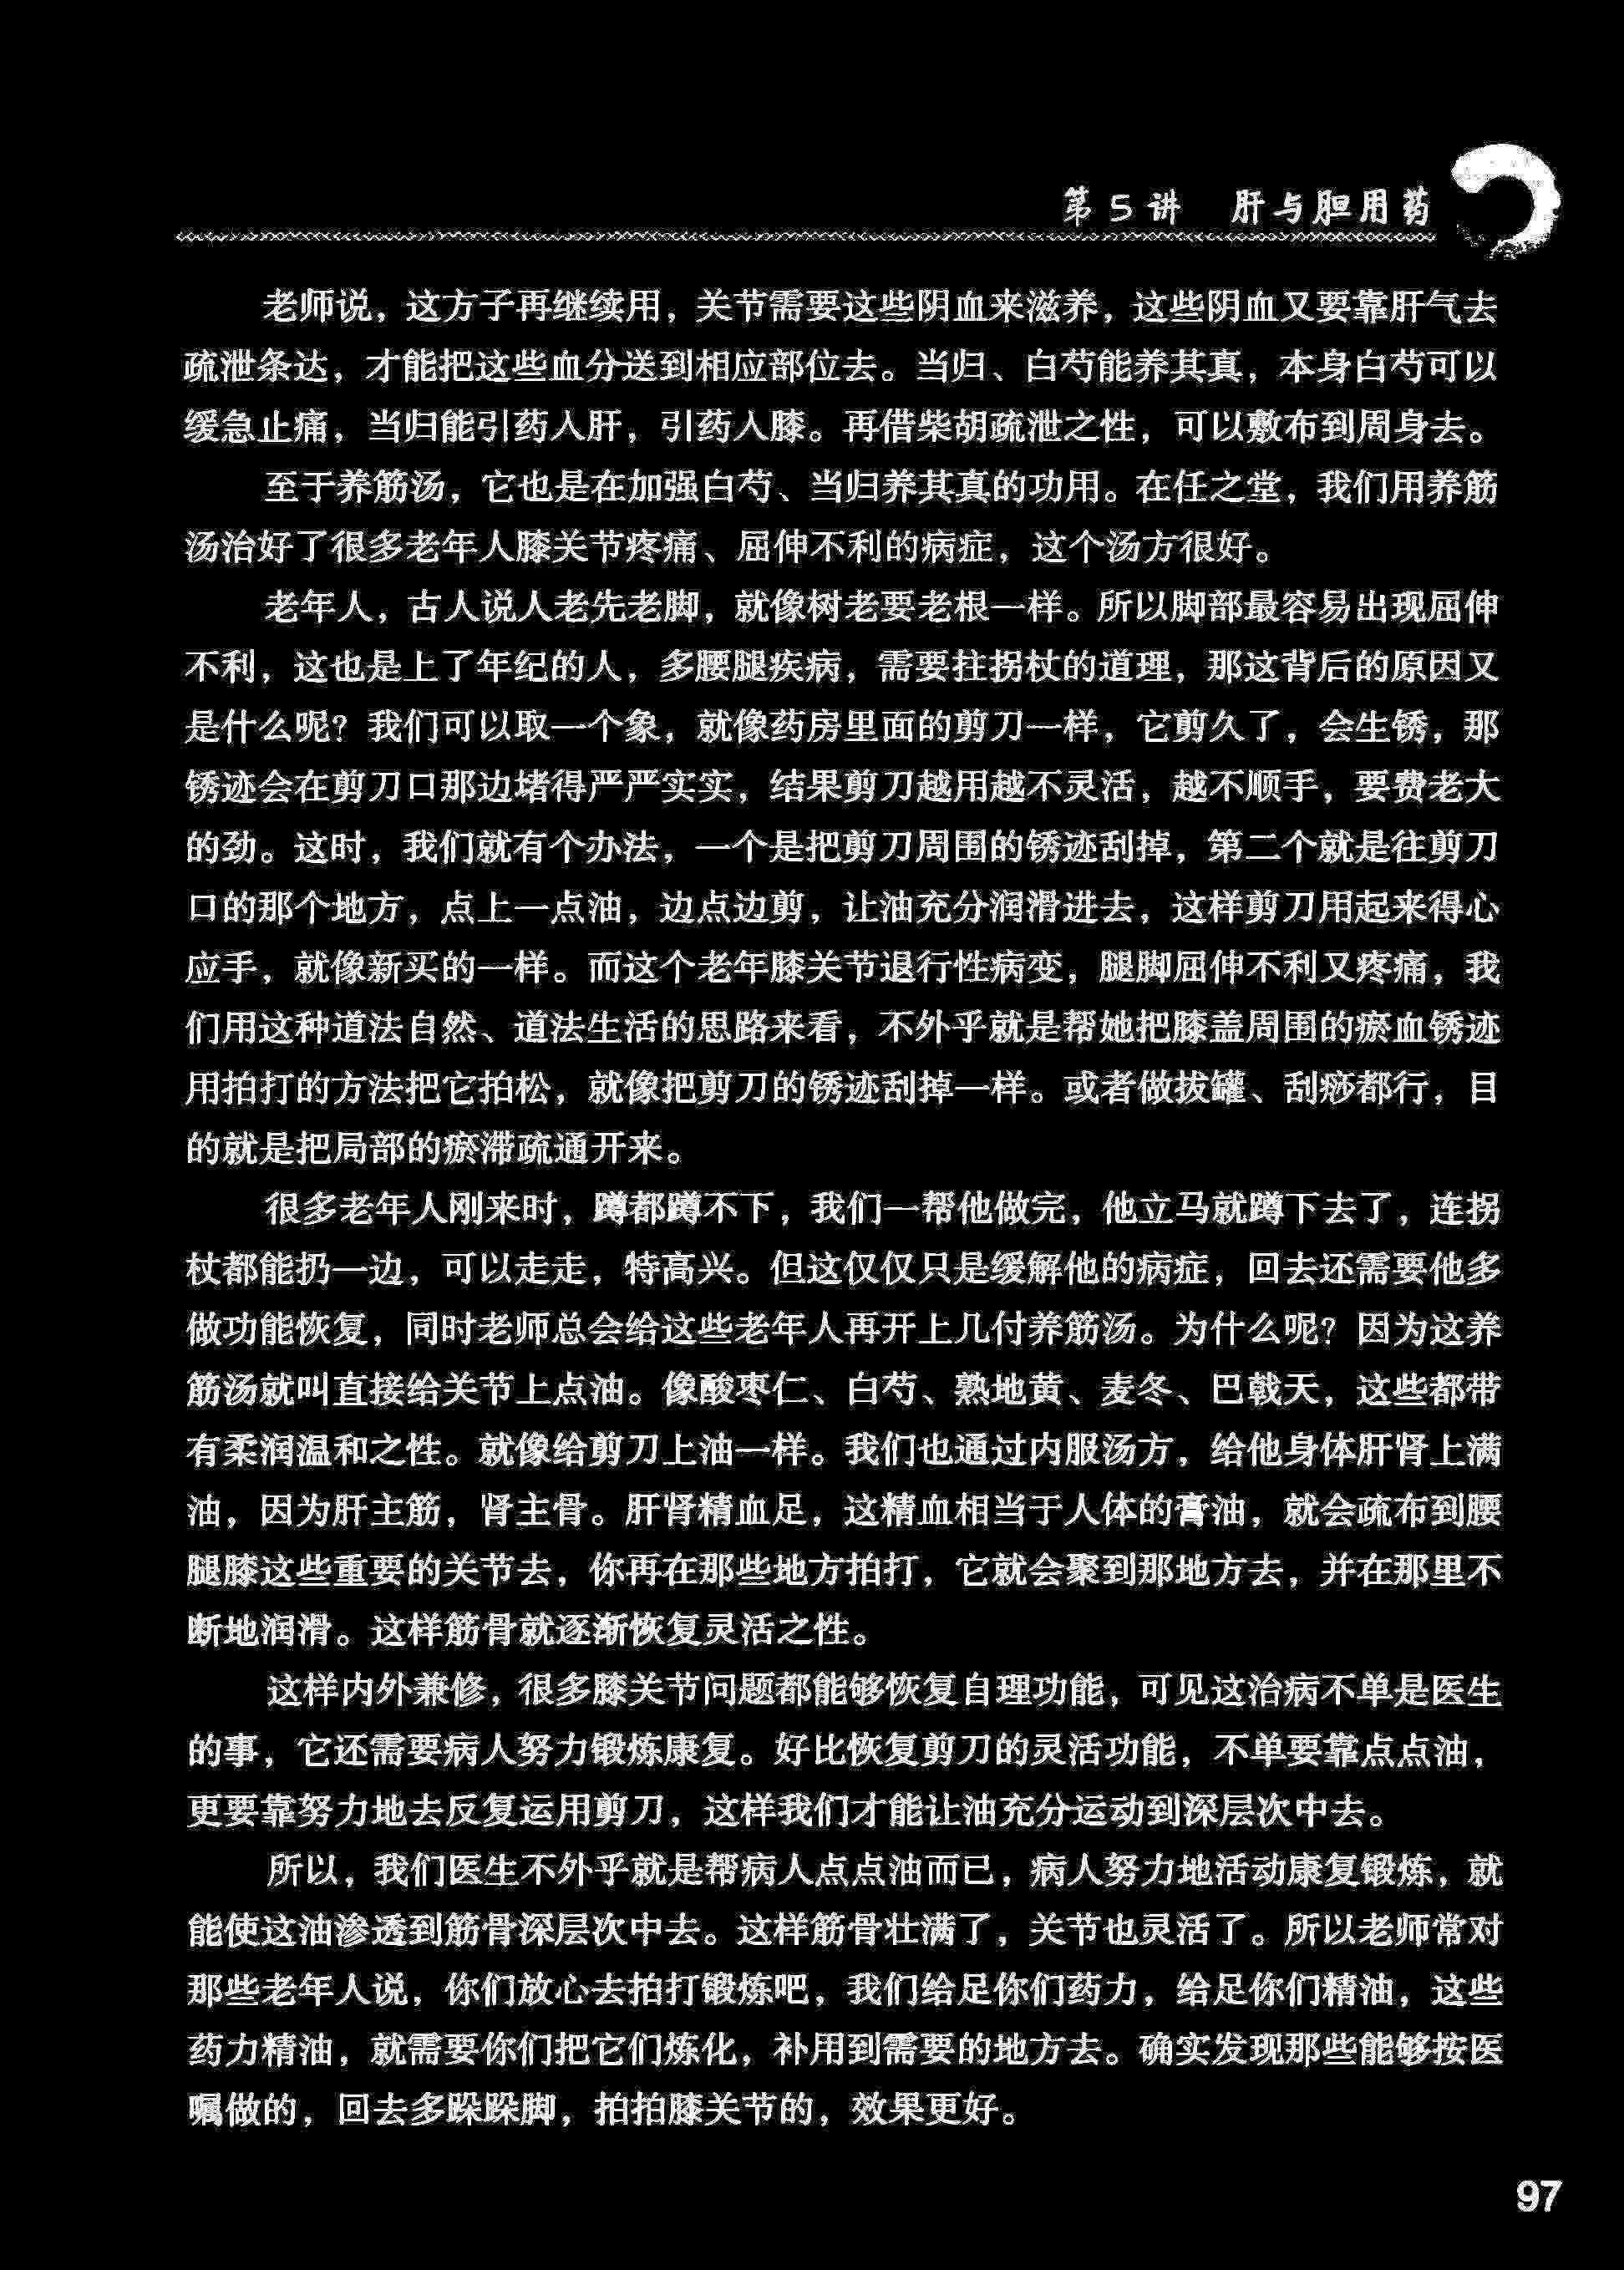 第5讲 肝与胆用药
老师说，这方子再继续用，关节需要这些阴血来滋养，这些阴血又要靠肝气去
疏泄条达，才能把这些血分送到相应部位去。当归、白芍能养其真，本身白芍可以
缓急止痛，当归能引药入肝，引药入膝。再借柴胡疏泄之性，可以敷布到周身去。
至于养筋汤，它也是在加强白芍、当归养其真的功用。在任之堂，我们用养筋
汤治好了很多老年人膝关节疼痛、屈伸不利的病症，这个汤方很好。
老年人，古人说人老先老脚，就像树老要老根一样。所以脚部最容易出现屈伸
不利，这也是上了年纪的人，多腰腿疾病，需要拄拐杖的道理，那这背后的原因又
是什么呢？我们可以取一个象，就像药房里面的剪刀一样，它剪久了，会生锈，那
锈迹会在剪刀口那边堵得严严实实，结果剪刀越用越不灵活，越不顺手，要费老大
的劲。这时，我们就有个办法，一个是把剪刀周围的锈迹刮掉，第二个就是往剪刀
口的那个地方，点上一点油，边点边剪，让油充分润滑进去，这样剪刀用起来得心
应手，就像新买的一样。而这个老年膝关节退行性病变，腿脚屈伸不利又疼痛，我
们用这种道法自然、道法生活的思路来看，不外乎就是帮她把膝盖周围的瘀血锈迹
用拍打的方法把它拍松，就像把剪刀的锈迹刮掉一样。或者做拔罐、刮痧都行，目
的就是把局部的瘀滞疏通开来。
很多老年人刚来时，蹲都蹲不下，我们一帮他做完，他立马就蹲下去了，连拐
杖都能扔一边，可以走走，特高兴。但这仅仅只是缓解他的病症，回去还需要他多
做功能恢复，同时老师总会给这些老年人再开上几付养筋汤。为什么呢？因为这养
筋汤就叫直接给关节上点油。像酸枣仁、白芍、熟地黄、麦冬、巴戟天，这些都带
有柔润温和之性。就像给剪刀上油一样。我们也通过内服汤方，给他身体肝肾上满
油，因为肝主筋，肾主骨。肝肾精血足，这精血相当于人体的膏油，就会疏布到腰
腿膝这些重要的关节去，你再在那些地方拍打，它就会聚到那地方去，并在那里不
断地润滑。这样筋骨就逐渐恢复灵活之性。
这样内外兼修，很多膝关节问题都能够恢复自理功能，可见这治病不单是医生
的事，它还需要病人努力锻炼康复。好比恢复剪刀的灵活功能，不单要靠点点油，
更要靠努力地去反复运用剪刀，这样我们才能让油充分运动到深层次中去。
所以，我们医生不外乎就是帮病人点点油而已，病人努力地活动康复锻炼，就
能使这油渗透到筋骨深层次中去。这样筋骨壮满了，关节也灵活了。所以老师常对
那些老年人说，你们放心去拍打锻炼吧，我们给足你们药力，给足你们精油，这些
药力精油，就需要你们把它们炼化，补用到需要的地方去。确实发现那些能够按医
嘱做的，回去多跺跺脚，拍拍膝关节的，效果更好。
97